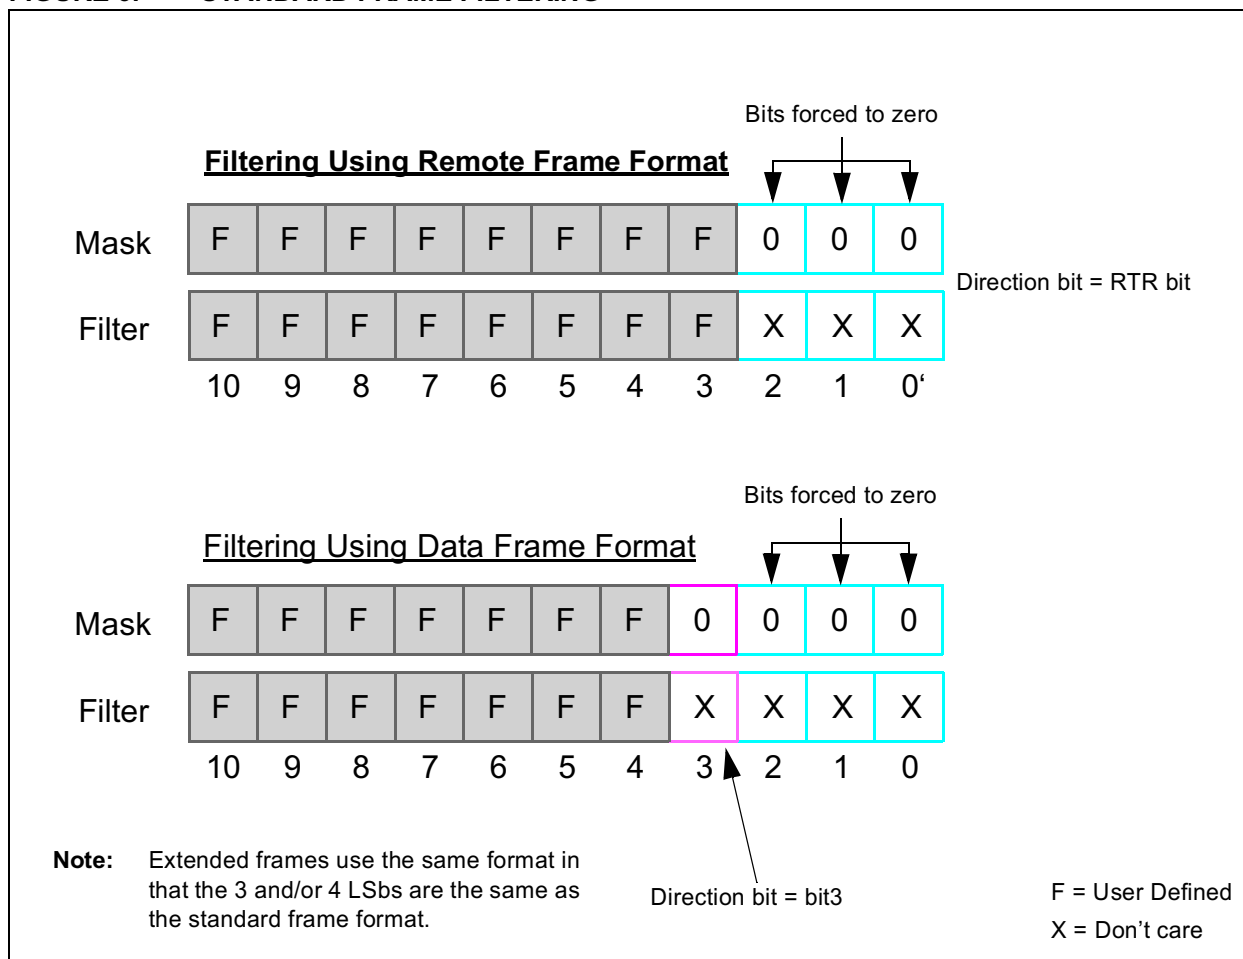 Bits forced to zero
Filtering Using Remote Frame Format
Mask F F F F F F F F 0 0 0
Direction bit = RTR bit
Filter F F F F F F F F X X X
10 9 8 7 6 5 4 3 2 1 0‘
Bits forced to zero
Filtering Using Data Frame Format
Mask F F F F F F F 0 0 0 0
Filter F F F F F F F X X X X
10 9 8 7 6 5 4 3 2 1 0
Note: Extended frames use the same format in
that the 3 and/or 4 LSbs are the same as
the standard frame format.
Direction bit = bit3
F = User Defined
X = Don't care